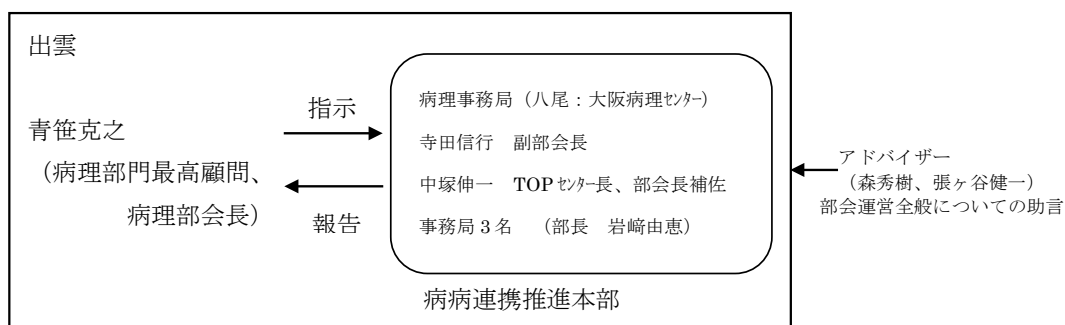 出雲
青笹克之
（病理部門最高顧問、
病理部会長）
指示
報告
病理事務局（八尾：大阪病理ｾﾝﾀｰ）
寺田信行　副部会長
中塚伸一　TOPｾﾝﾀｰ長、部会長補佐
事務局3名　（部長　岩﨑由恵）
病病連携推進本部
アドバイザー
（森秀樹、張ヶ谷健一）
部会運営全般についての助言